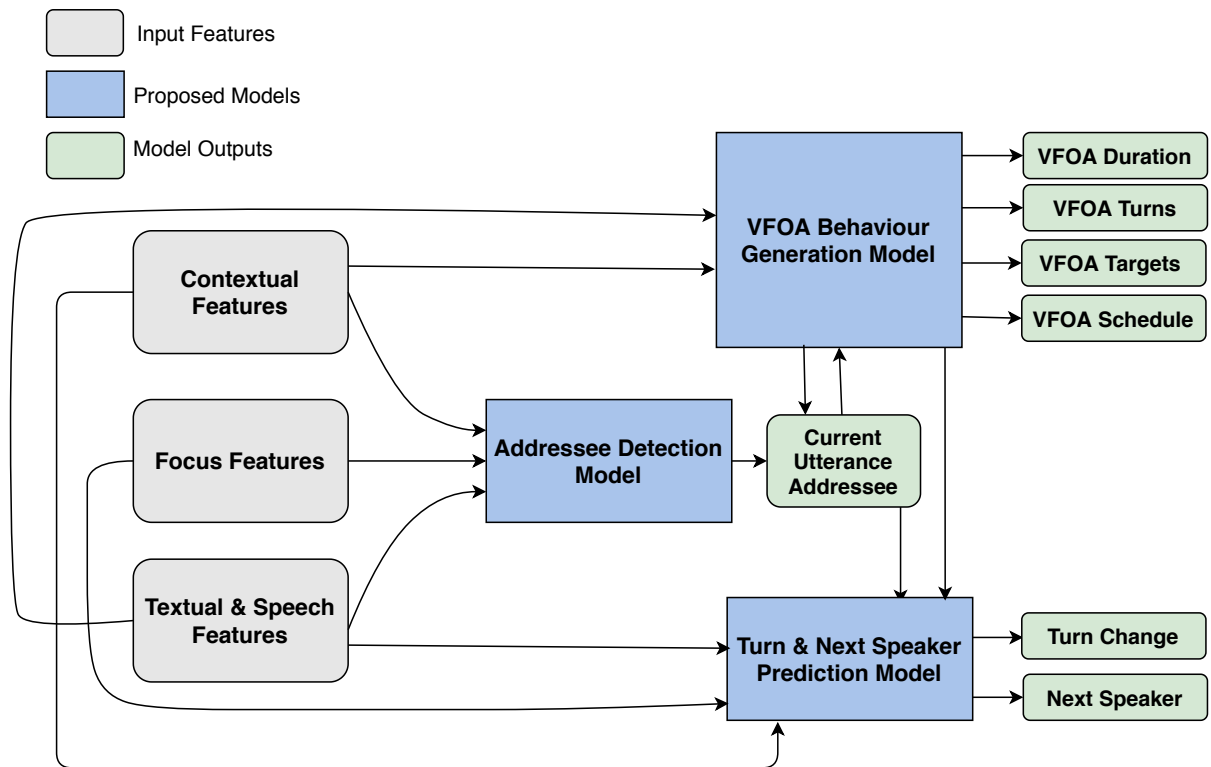 Input Features
Proposed Models
Model Outputs
VFOA Behaviour
Generation Model
VFOA Duration
VFOA Turns
VFOA Targets
VFOA Schedule
Contextual
Features
Focus Features
Textual & Speech
Features
Addressee Detection
Model
Current
Utterance
Addressee
Turn & Next Speaker
Prediction Model
Turn Change
Next Speaker